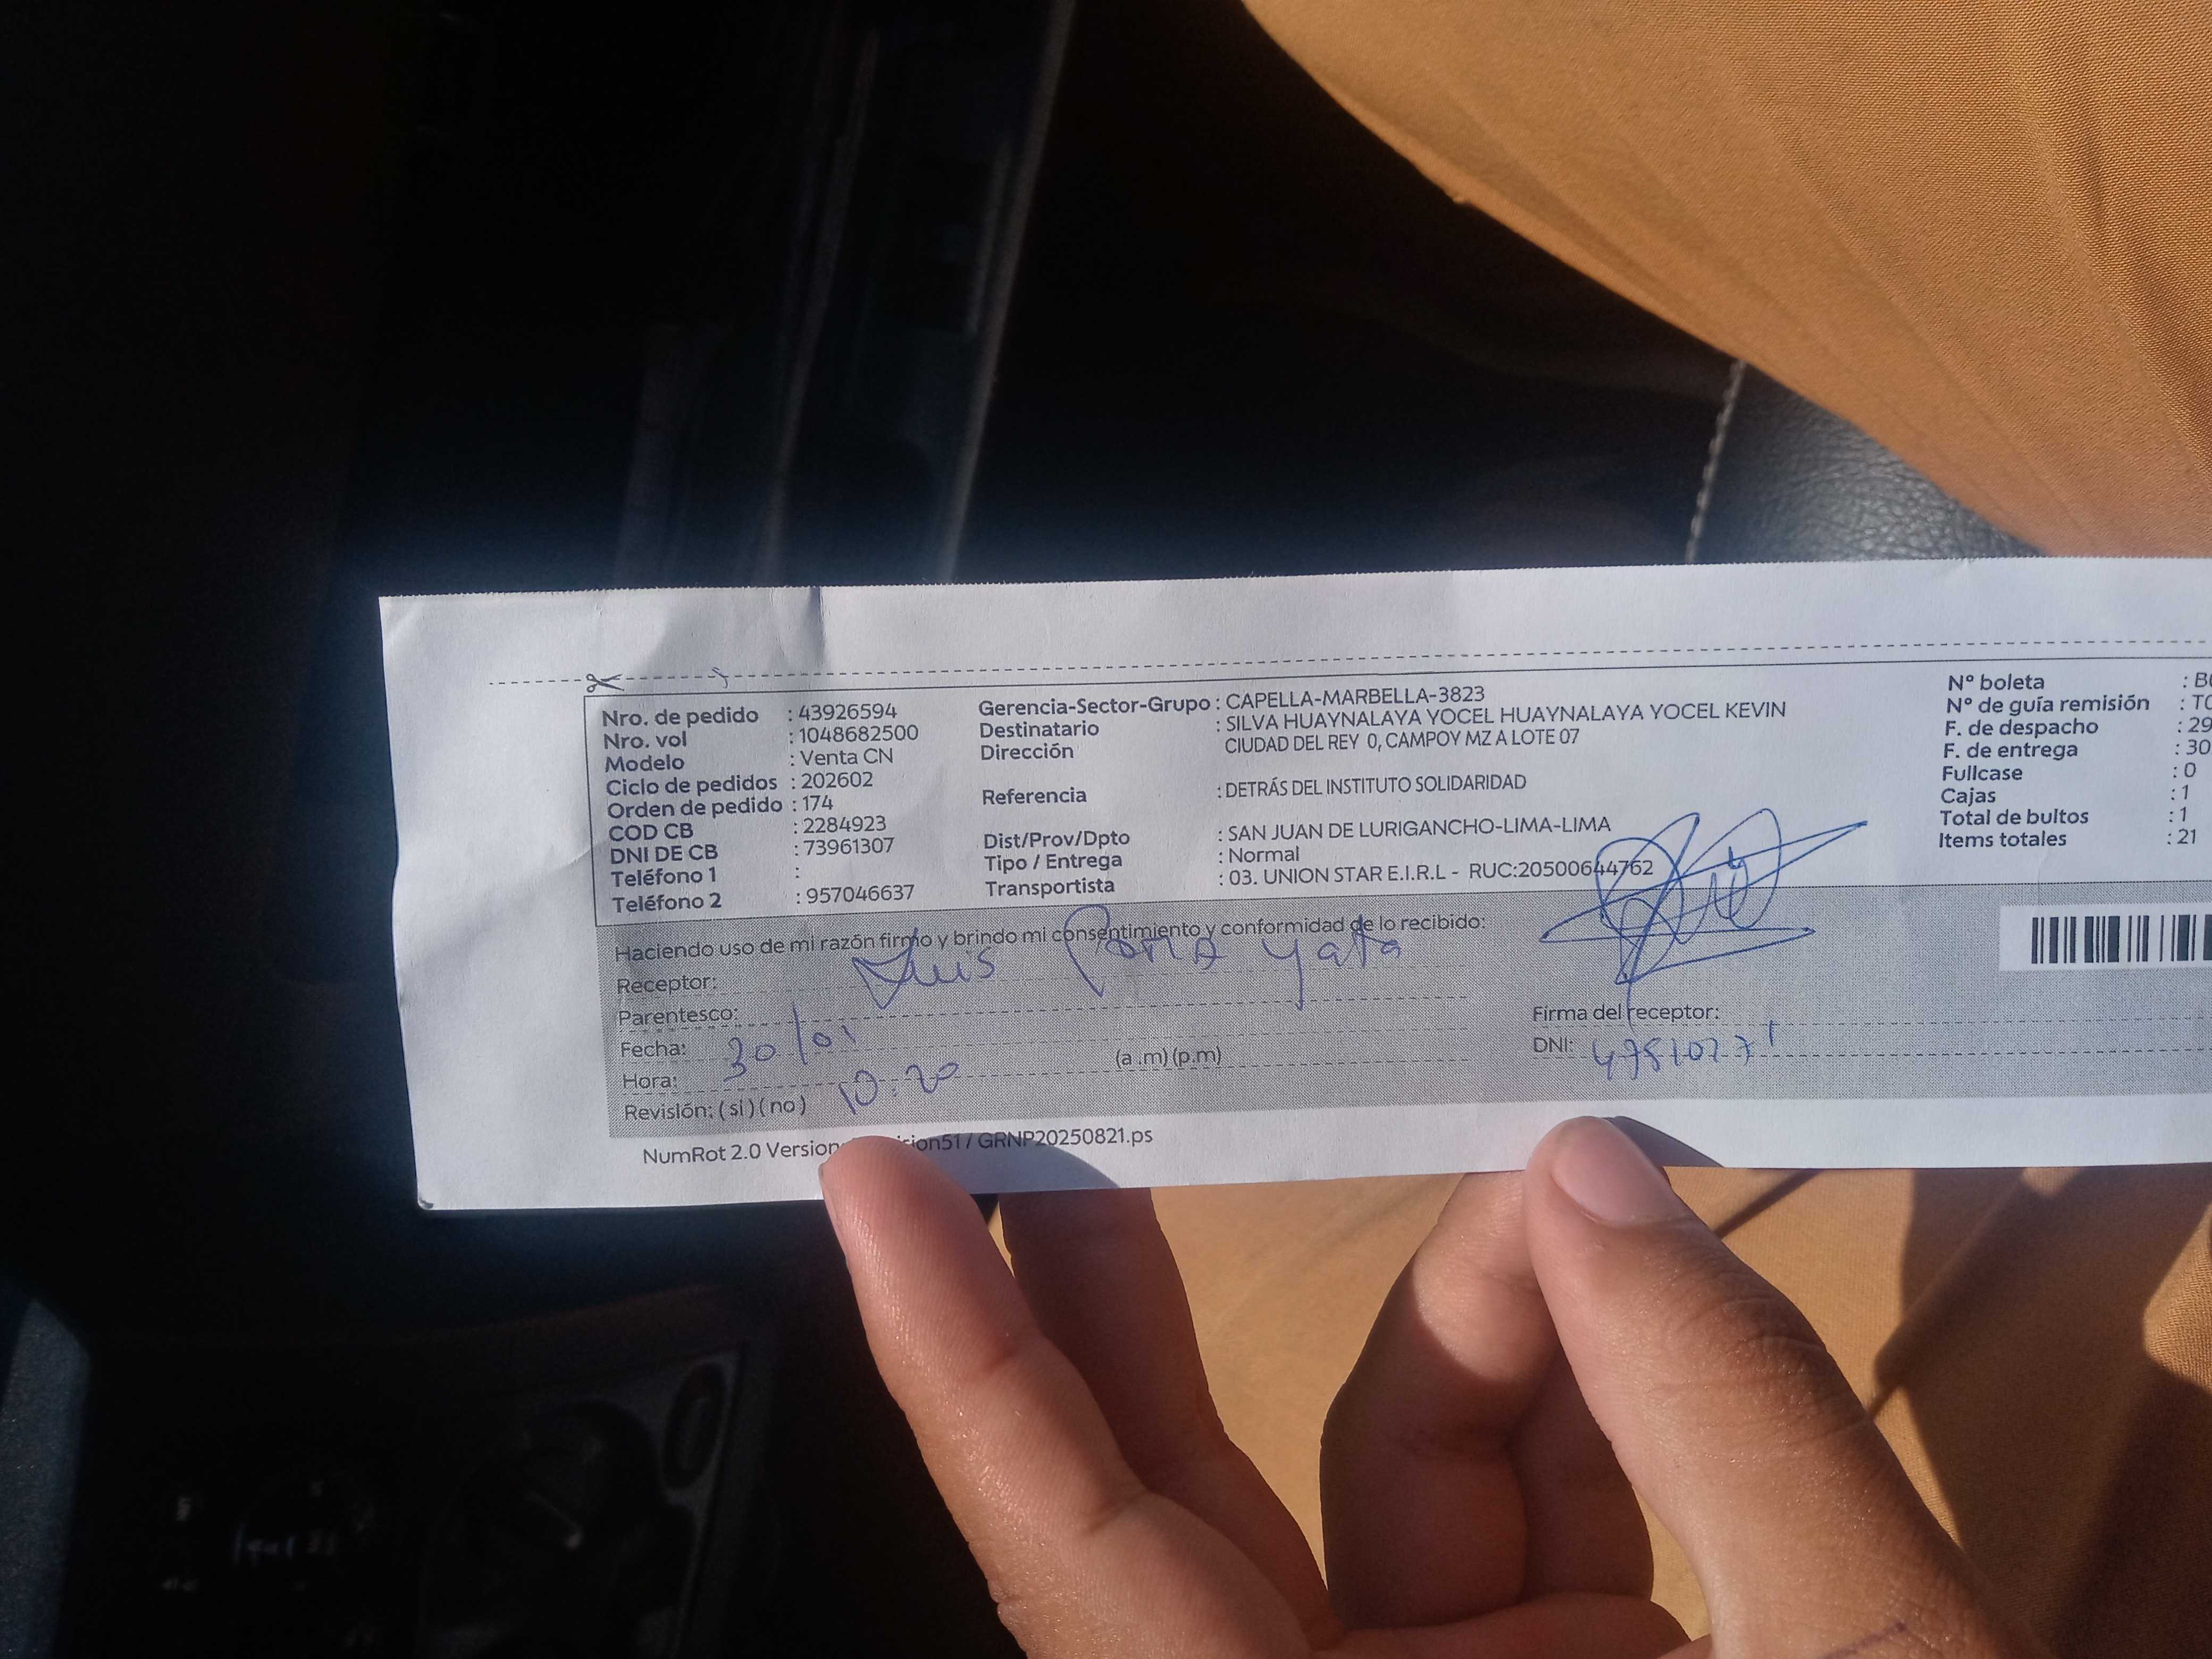 Nro. de pedido : 43926594
Nro. vol : 1048682500
Modelo : Venta CN
Ciclo de pedidos : 202602
Orden de pedido : 174
COD CB : 2284923
DNI DE CB : 73961307
Teléfono 1 :
Teléfono 2 : 957046637
Gerencia-Sector-Grupo : CAPELLA-MARBELLA-3823
Destinatario : SILVA HUAYNALAYA YOCEL HUAYNALAYA YOCEL KEVIN
Dirección CIUDAD DEL REY 0, CAMPOY MZ A LOTE 07
Referencia : DETRÁS DEL INSTITUTO SOLIDARIDAD
Dist/Prov/Dpto : SAN JUAN DE LURIGANCHO-LIMA-LIMA
Tipo / Entrega : Normal
Transportista : 03. UNION STAR E.I.R.L - RUC:20500644762
Nº boleta : B
Nº de guía remisión : T
F. de despacho : 29
F. de entrega : 30
Fullcase : 0
Cajas : 1
Total de bultos : 1
Items totales : 21
Haciendo uso de mi razón firmo y brindo mi consentimiento y conformidad de lo recibido:
Receptor: Luis
Parentesco:
Fecha: 30/01
Hora: 10:20 (a.m)(p.m)
Revisión: (si)(no)
Firma del receptor:
DNI:
NumRot 2.0 Version ision51 / GRNP20250821.ps